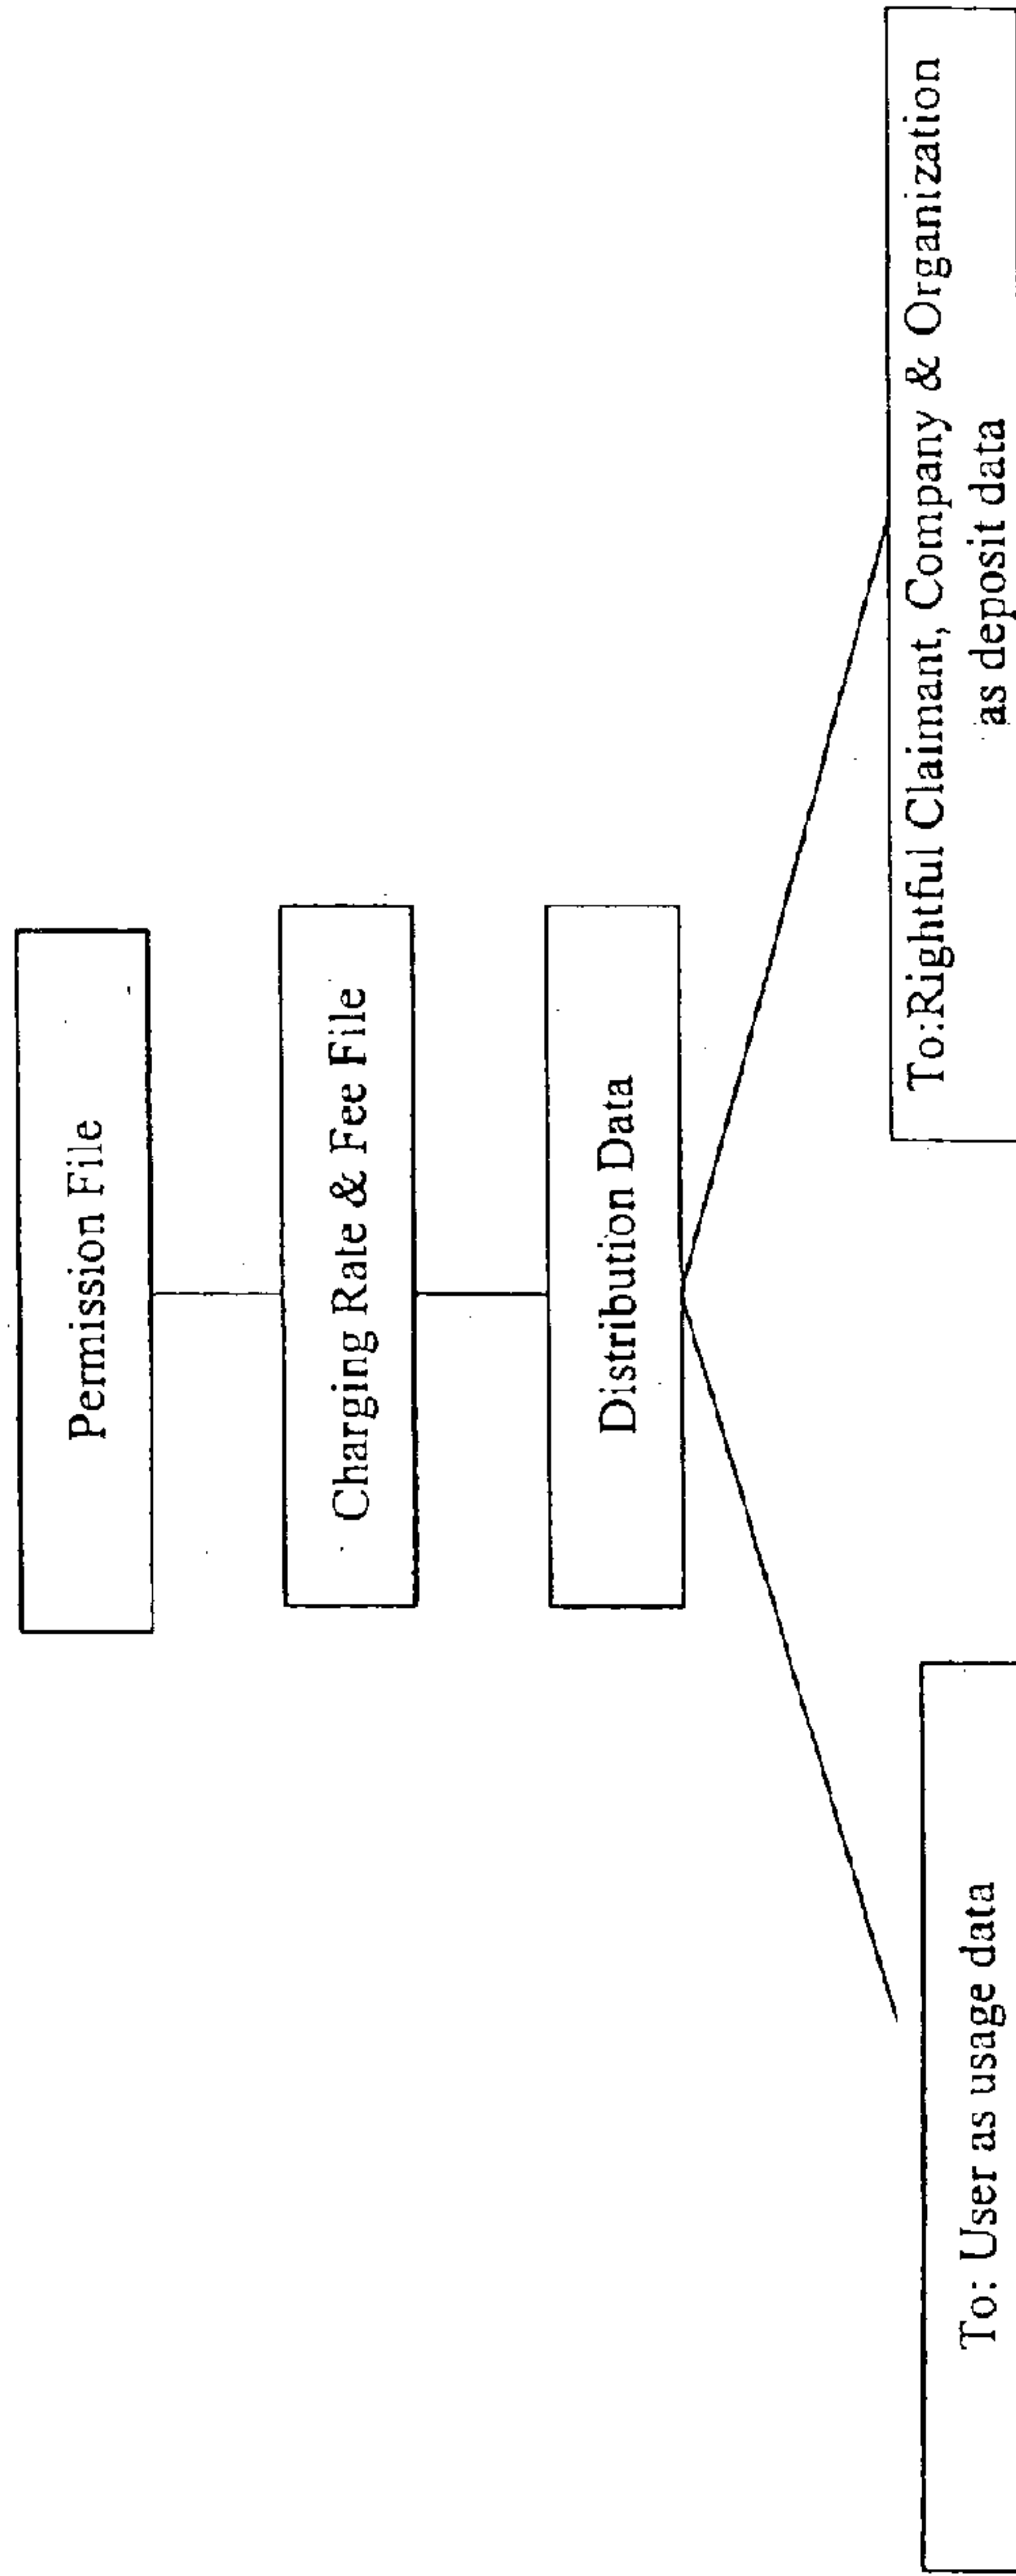 Permission File
Charging Rate & Fee File
Distribution Data
To: User as usage data
To:Rightful Claimant, Company & Organization
as deposit data